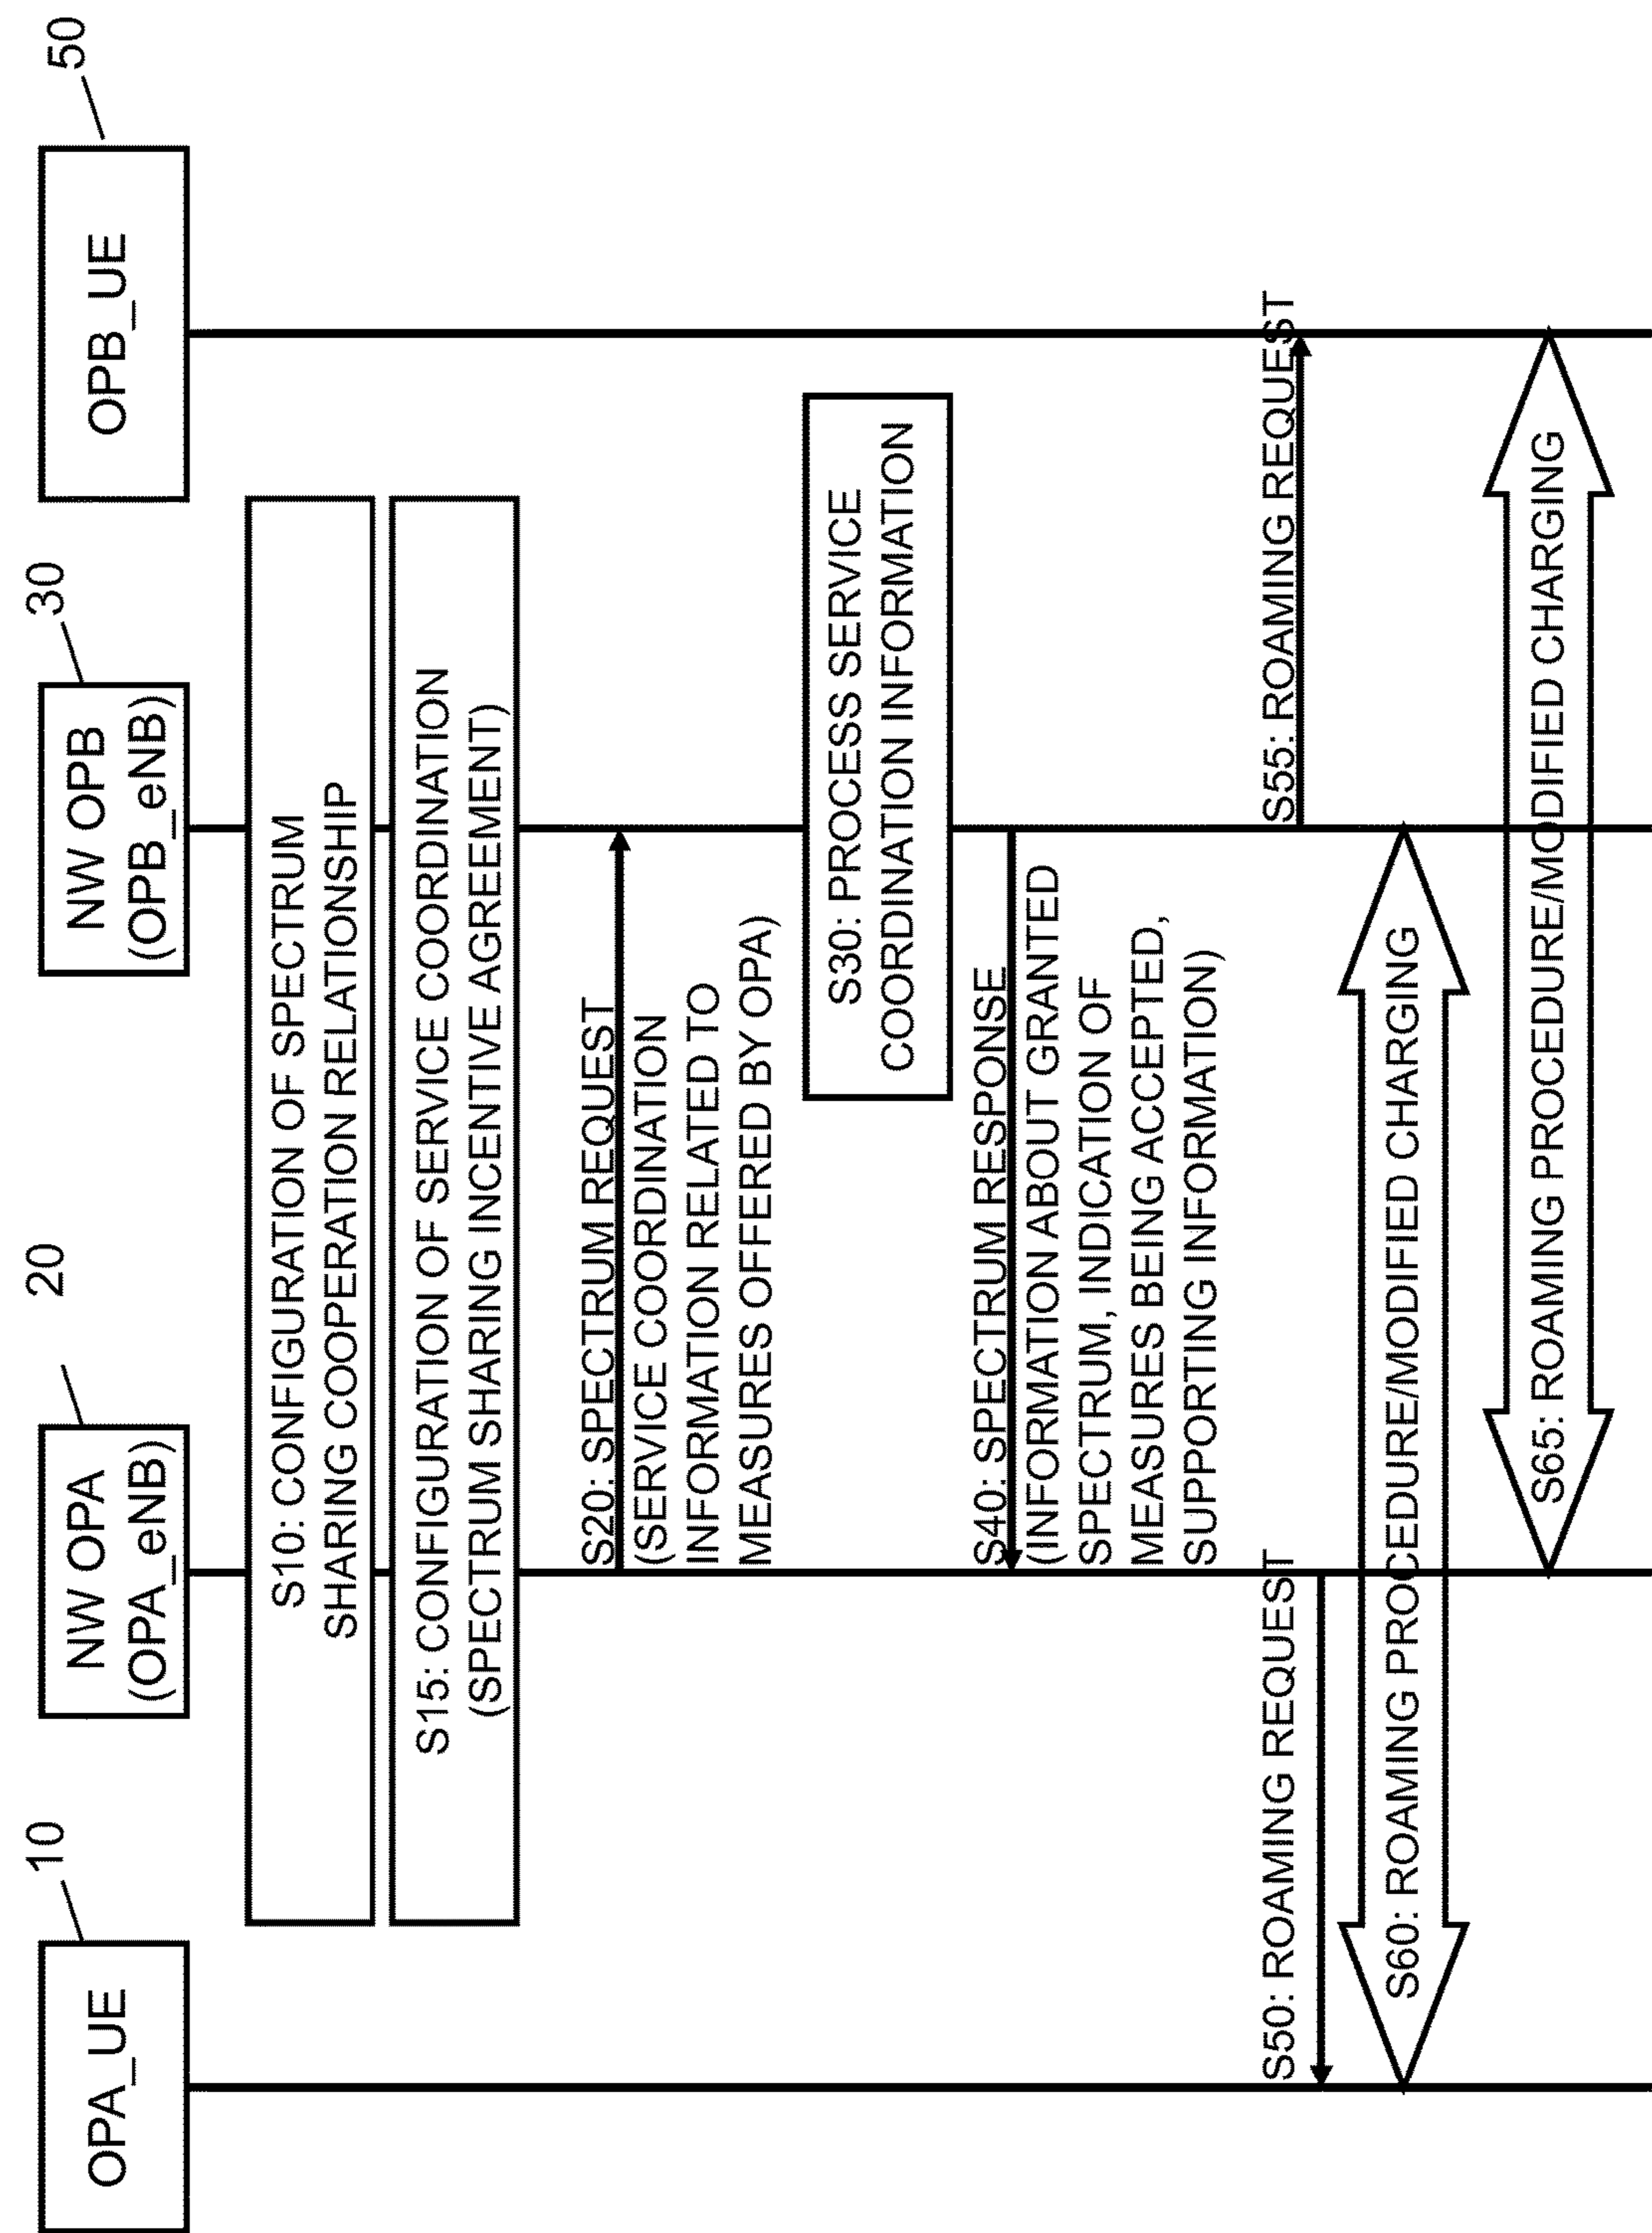 10
20
30
50
OPA_UE
NW OPA
(OPA_eNB)
NW OPB
(OPB_eNB)
OPB_UE
S10: CONFIGURATION OF SPECTRUM
SHARING COOPERATION RELATIONSHIP
S15: CONFIGURATION OF SERVICE COORDINATION
(SPECTRUM SHARING INCENTIVE AGREEMENT)
S20: SPECTRUM REQUEST
(SERVICE COORDINATION
INFORMATION RELATED TO
MEASURES OFFERED BY OPA)
S30: PROCESS SERVICE
COORDINATION INFORMATION
S40: SPECTRUM RESPONSE
(INFORMATION ABOUT GRANTED
SPECTRUM, INDICATION OF
MEASURES BEING ACCEPTED,
SUPPORTING INFORMATION)
S50: ROAMING REQUEST
S55: ROAMING REQUEST
S60: ROAMING PROCEDURE/MODIFIED CHARGING
S65: ROAMING PROCEDURE/MODIFIED CHARGING